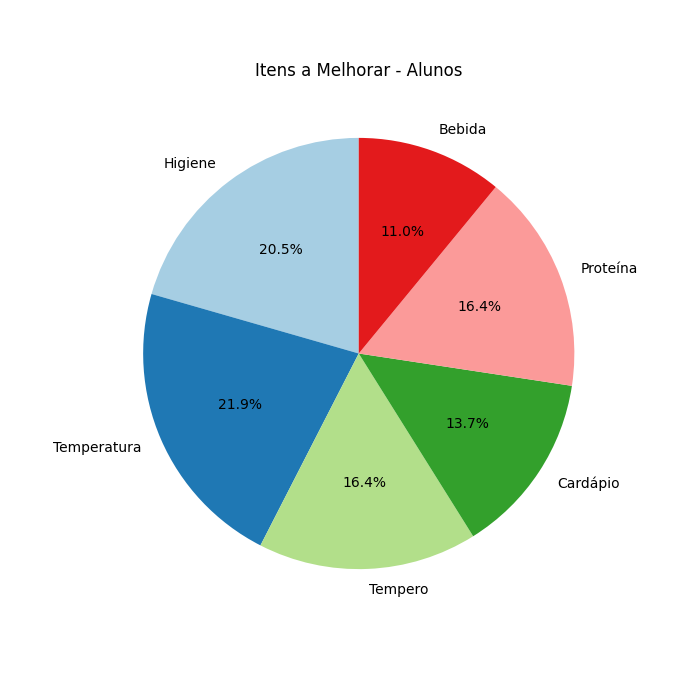 Itens a Melhorar - Alunos
Bebida
Higiene
11.0%
20.5%
Proteína
16.4%
21.9%
13.7%
Temperatura
16.4%
Cardápio
Tempero